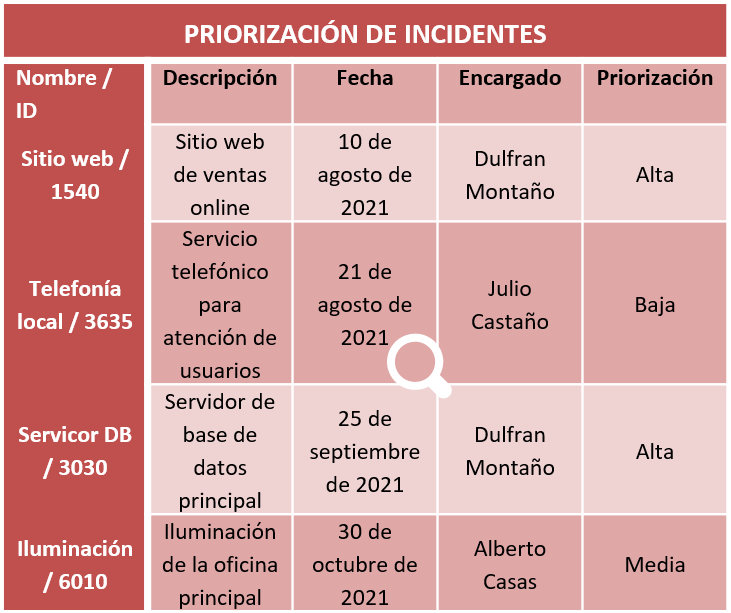 PRIORIZACIÓN DE INCIDENTES
Nombre /
ID
Descripción
Fecha
Encargado
Priorización
Sitio web /
1540
Sitio web
de ventas
online
10 de
agosto de
2021
Dulfran
Montaño
Alta
Telefonía
local / 3635
Servicio
telefónico
para
atención de
usuarios
21 de
agosto de
2021
Julio
Castaño
Baja
Servicor DB
/ 3030
Servidor de
base de
datos
principal
25 de
septiembre
de 2021
Dulfran
Montaño
Alta
Iluminación
/ 6010
Iluminación
de la oficina
principal
30 de
octubre de
2021
Alberto
Casas
Media